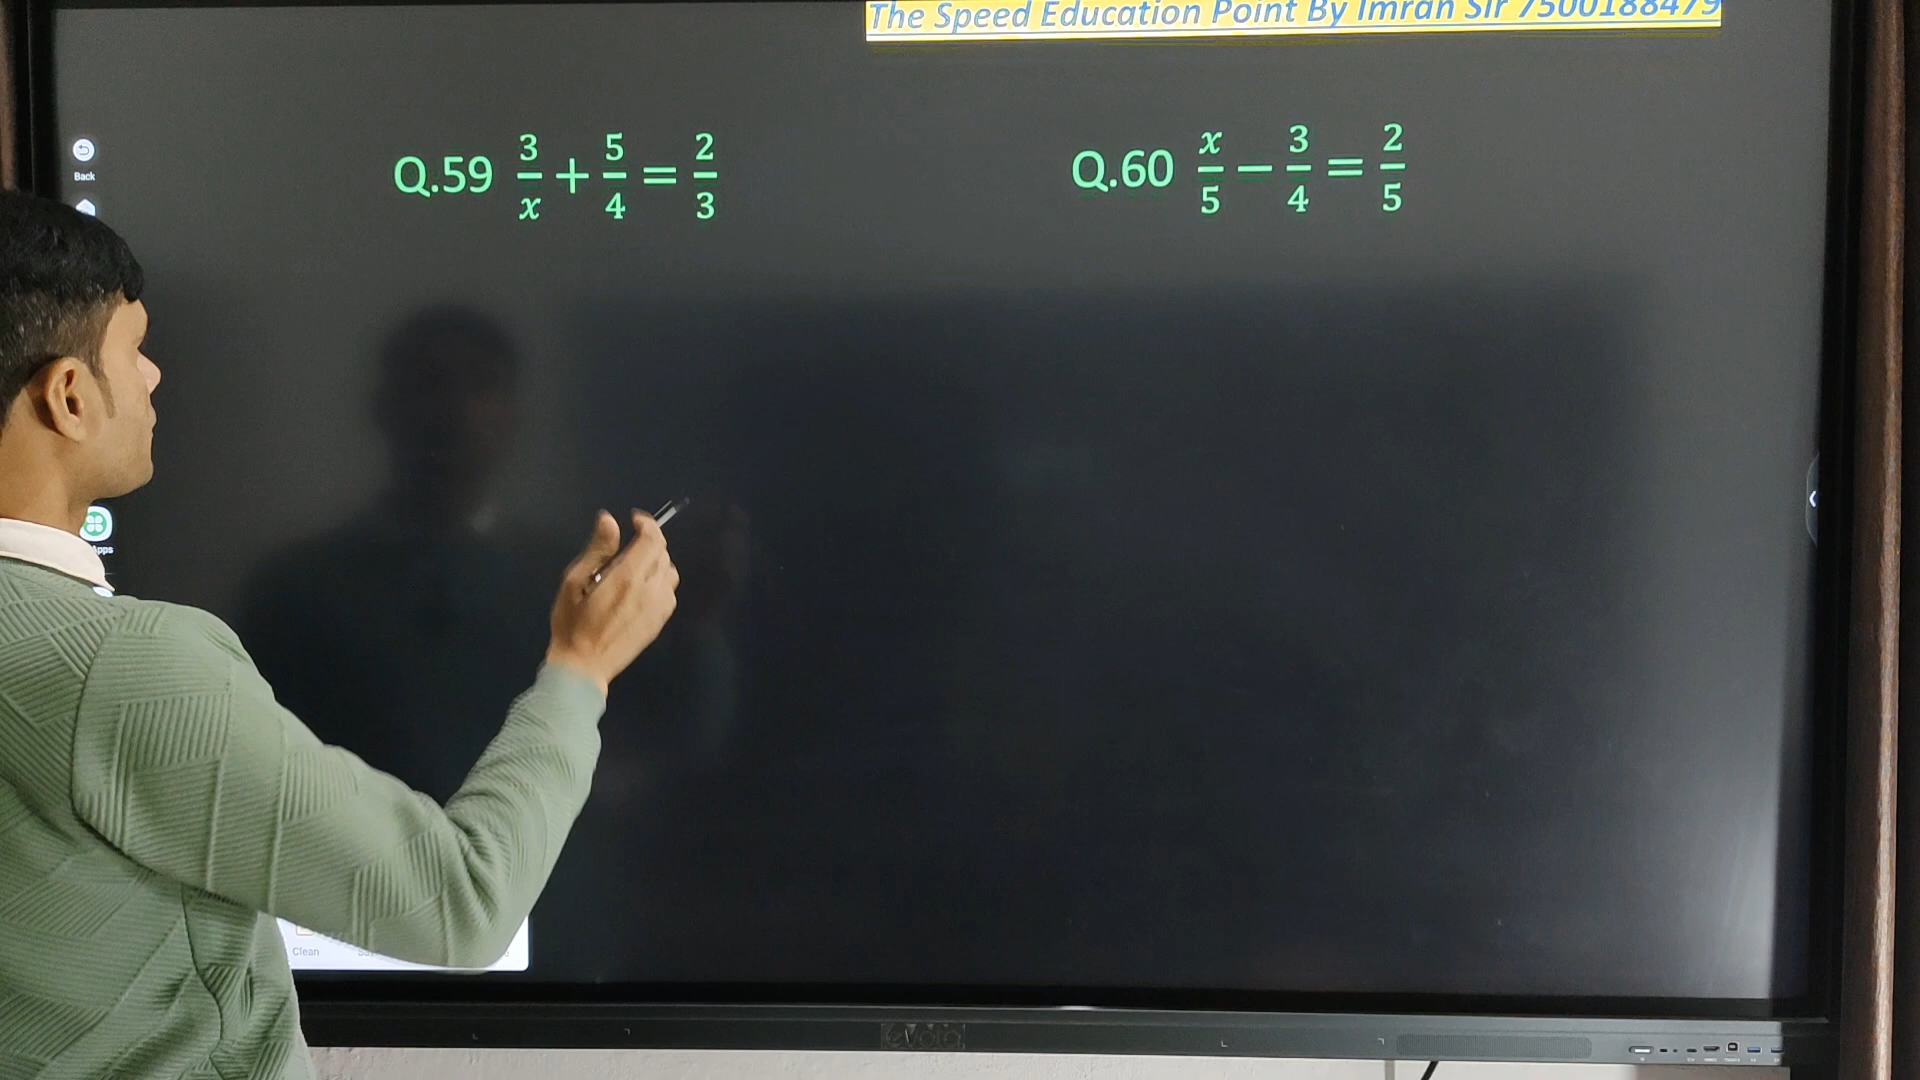 The Speed Education Point By Imran Sir 7500188479
Back
Q.59 3/x + 5/4 = 2/3
Q.60 x/5 − 3/4 = 2/5
Apps
Clean